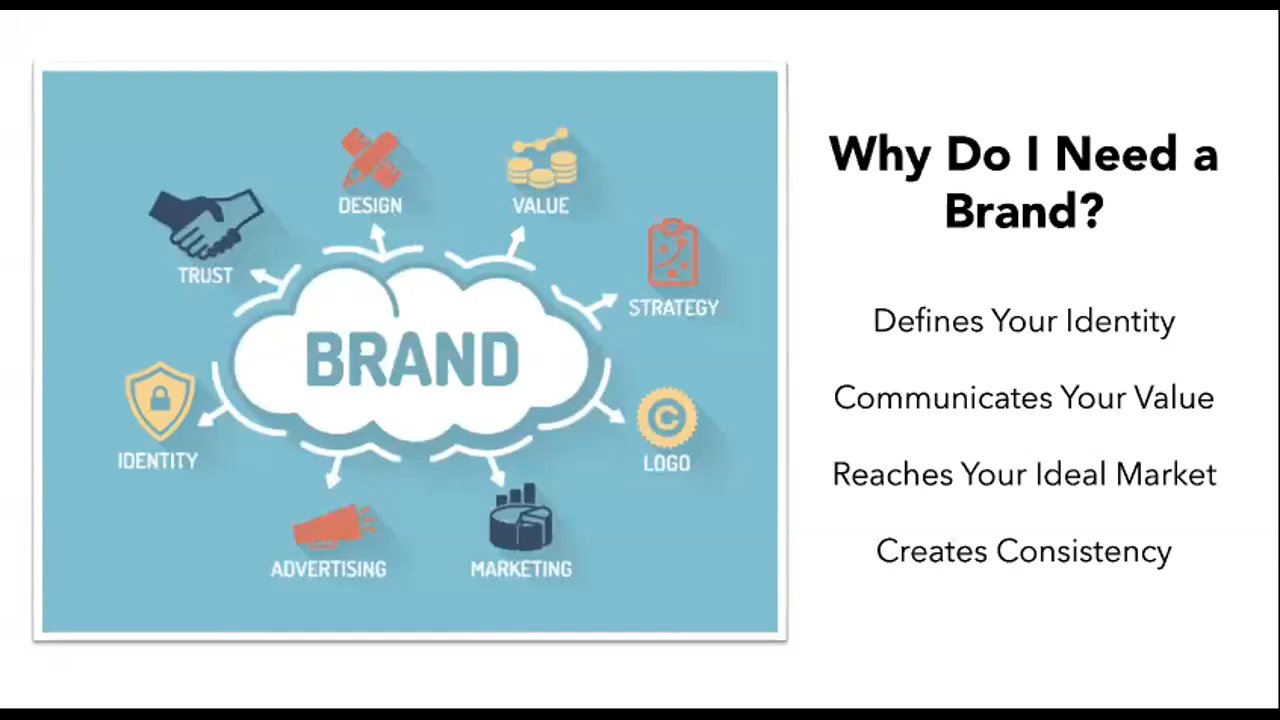 DESIGN
VALUE
TRUST
STRATEGY
BRAND
IDENTITY
C
LOGO
ADVERTISING
MARKETING
Why Do I Need a
Brand?
Defines Your Identity
Communicates Your Value
Reaches Your Ideal Market
Creates Consistency